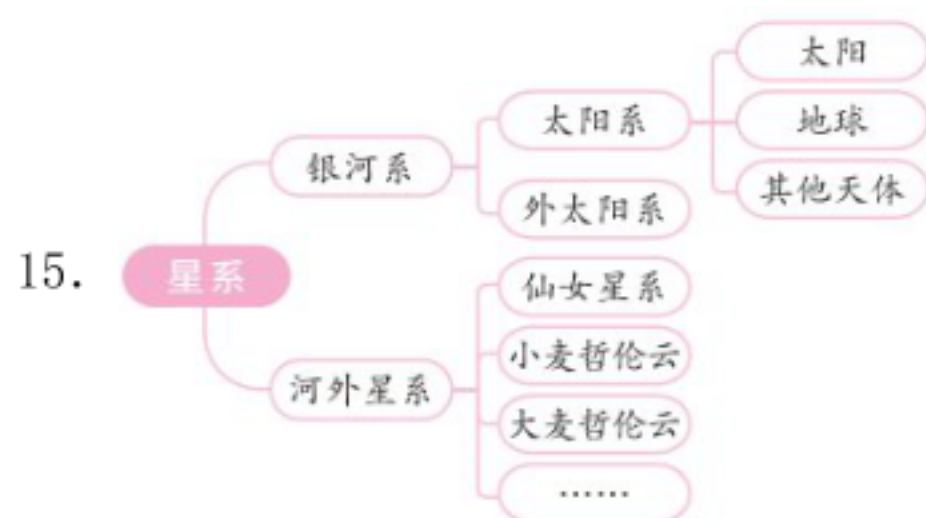 太阳
太阳系
地球
银河系
其他天体
外太阳系
15.
星系
仙女星系
小麦哲伦云
河外星系
大麦哲伦云
……